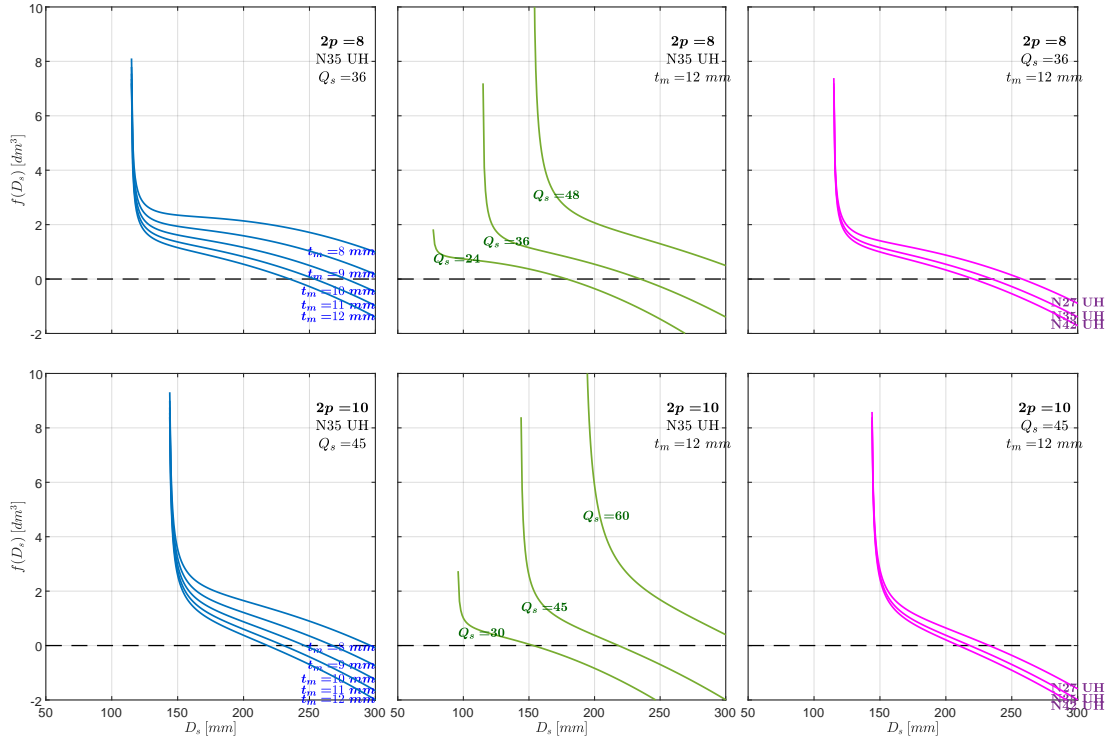 10
8
6
4
2
0
-2
f(D_s) [dm^3]
2p =8
N35 UH
Q_s =36
t_m =8 mm
t_m =9 mm
t_m =10 mm
t_m =11 mm
t_m =12 mm
2p =8
N35 UH
t_m =12 mm
Q_s =48
Q_s =36
Q_s =24
2p =8
Q_s =36
t_m =12 mm
N27 UH
N35 UH
N42 UH
10
8
6
4
2
0
-2
f(D_s) [dm^3]
2p =10
N35 UH
Q_s =45
t_m =8 mm
t_m =9 mm
t_m =10 mm
t_m =11 mm
t_m =12 mm
50 100 150 200 250 300
D_s [mm]
2p =10
N35 UH
t_m =12 mm
Q_s =60
Q_s =45
Q_s =30
50 100 150 200 250 300
D_s [mm]
2p =10
Q_s =45
t_m =12 mm
N27 UH
N35 UH
N42 UH
50 100 150 200 250 300
D_s [mm]